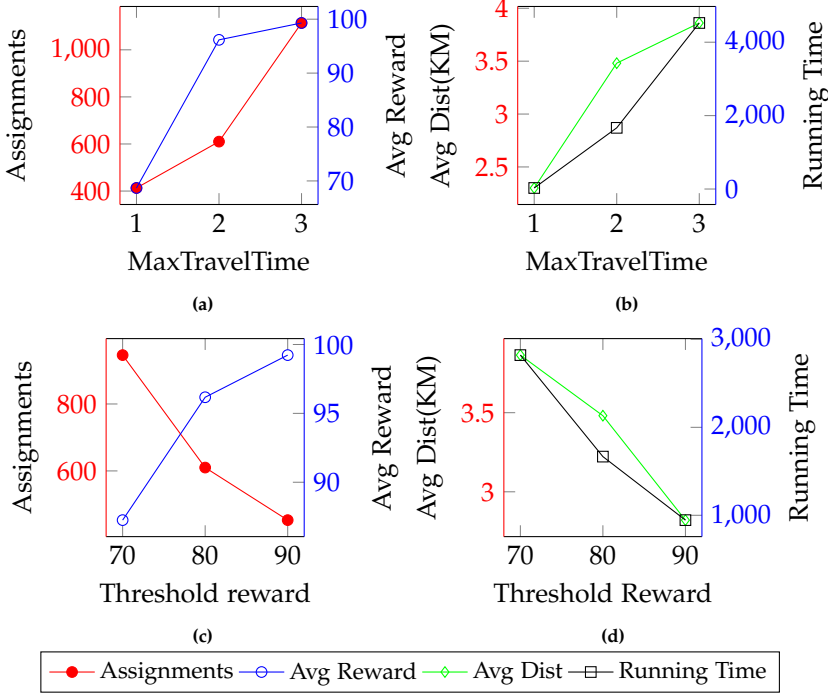 Assignments
1,000
800
600
400
100
90
80
70
Avg Reward
1 2 3
MaxTravelTime
(a)
Avg Dist(KM)
4
3.5
3
2.5
4,000
2,000
0
Running Time
1 2 3
MaxTravelTime
(b)
Assignments
800
600
100
95
90
Avg Reward
70 80 90
Threshold reward
(c)
Avg Dist(KM)
3.5
3
3,000
2,000
1,000
Running Time
70 80 90
Threshold Reward
(d)
Assignments Avg Reward Avg Dist Running Time